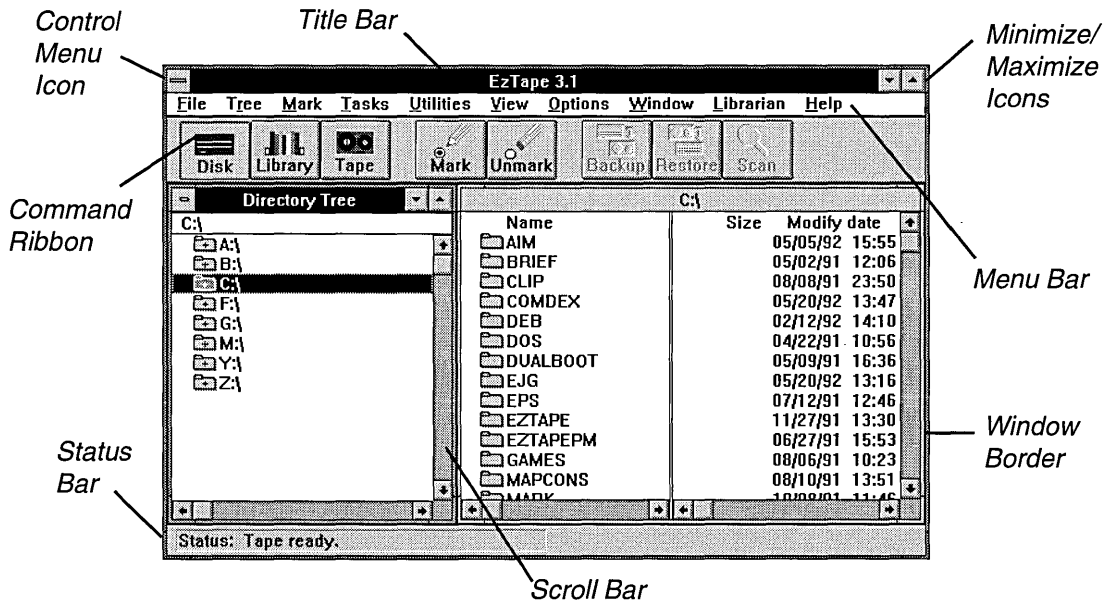 Control
Menu
Icon
Title Bar
Minimize/
Maximize
Icons
EzTape 3.1
File Tree Mark Tasks Utilities View Options Window Librarian Help
Disk Library Tape Mark Unmark Backup Restore Scan
Command
Ribbon
Directory Tree
C:\
A:\
B:\
C:\
F:\
G:\
M:\
Y:\
Z:\
C:\
Name Size Modify date
AIM 05/05/92 15:55
BRIEF 05/02/91 12:06
CLIP 08/08/91 23:50
COMDEX 05/20/92 13:47
DEB 02/12/92 14:10
DOS 04/22/91 10:56
DUALBOOT 05/09/91 16:36
EJG 05/20/92 13:16
EPS 07/12/91 12:46
EZTAPE 11/27/91 13:30
EZTAPEPM 06/27/91 15:53
GAMES 08/06/91 10:23
MAPCONS 08/10/91 13:51
MARK 10/08/91 11:46
Menu Bar
Window
Border
Status
Bar
Status: Tape ready.
Scroll Bar